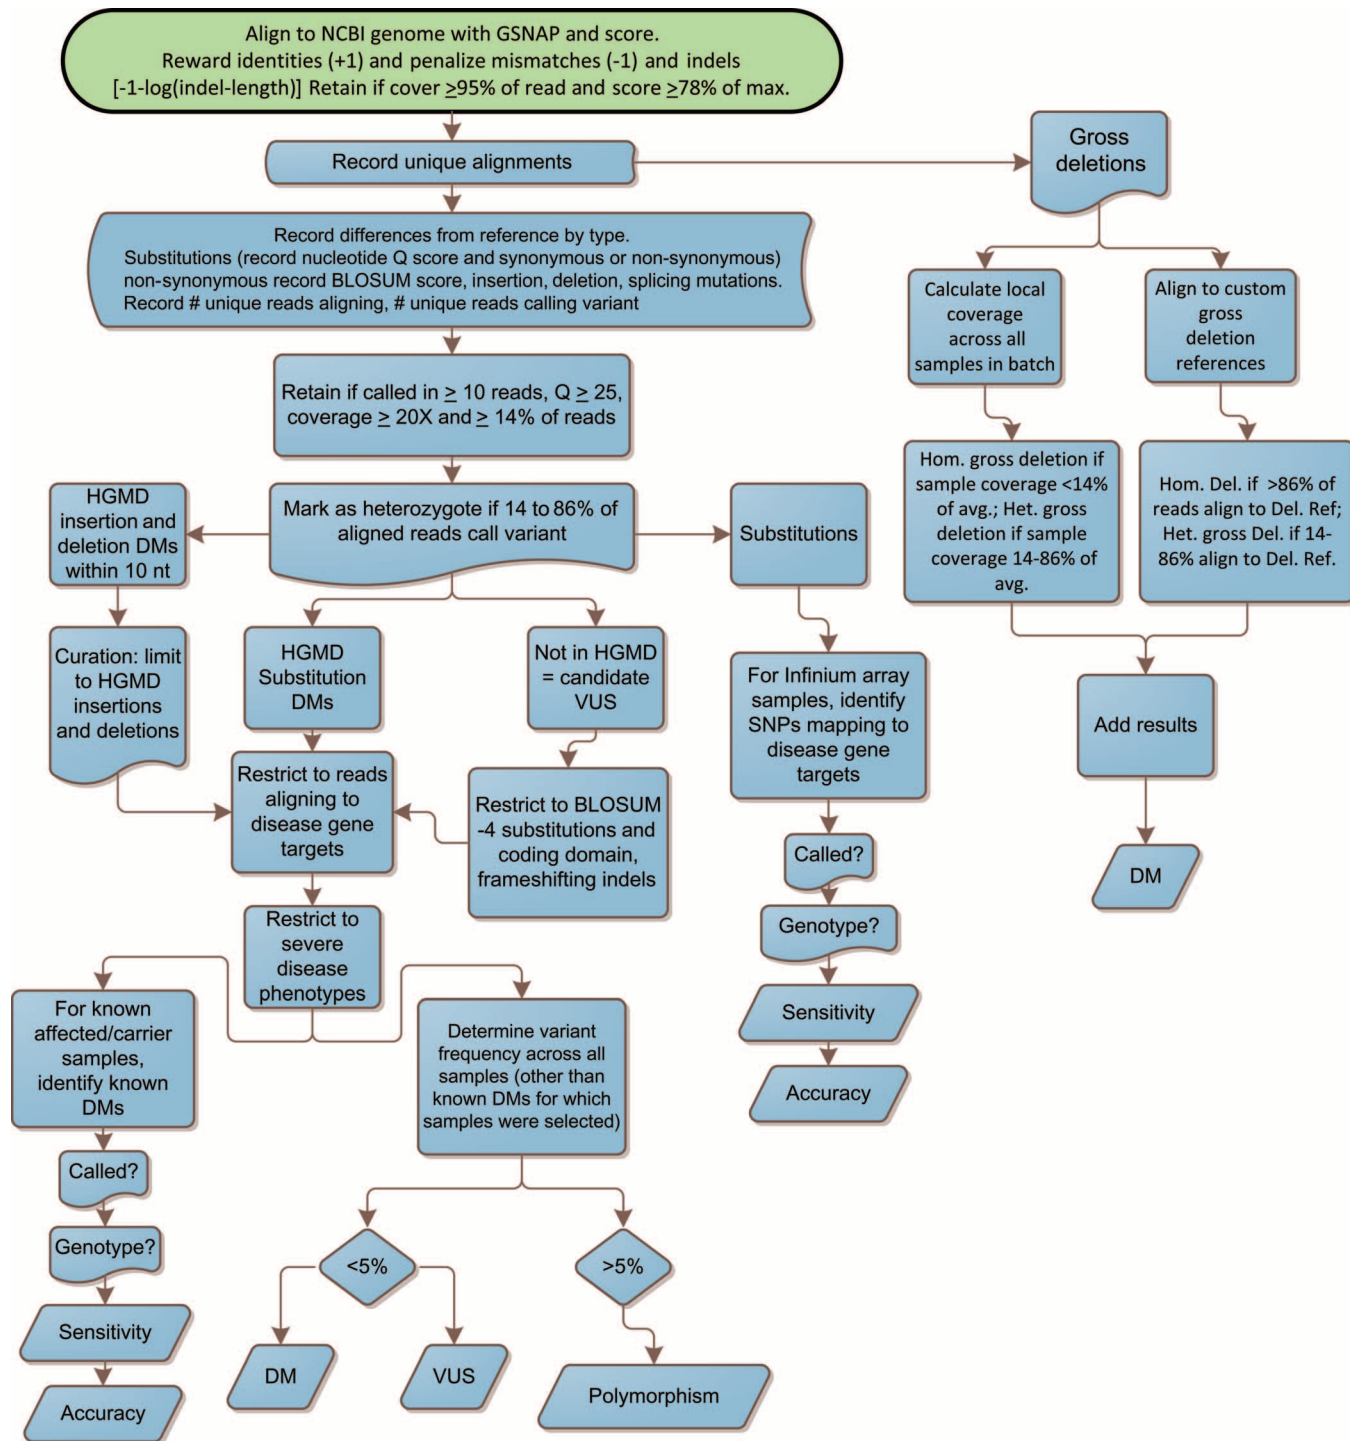 Align to NCBI genome with GSNAP and score.
Reward identities (+1) and penalize mismatches (-1) and indels
[-1-log(indel-length)] Retain if cover ≥95% of read and score ≥78% of max.
Record unique alignments
Gross
deletions
Record differences from reference by type.
Substitutions (record nucleotide Q score and synonymous or non-synonymous)
non-synonymous record BLOSUM score, insertion, deletion, splicing mutations.
Record # unique reads aligning, # unique reads calling variant
Calculate local
coverage
across all
samples in batch
Align to custom
gross
deletion
references
Retain if called in ≥ 10 reads, Q ≥ 25,
coverage ≥ 20X and ≥ 14% of reads
Hom. gross deletion if
sample coverage <14%
of avg.; Het. gross
deletion if sample
coverage 14-86% of
avg.
Hom. Del. if >86% of
reads align to Del. Ref;
Het. gross Del. if 14-
86% align to Del. Ref.
HGMD
insertion and
deletion DMs
within 10 nt
Mark as heterozygote if 14 to 86% of
aligned reads call variant
Substitutions
Curation: limit
to HGMD
insertions
and deletions
HGMD
Substitution
DMs
Not in HGMD
= candidate
VUS
For Infinium array
samples, identify
SNPs mapping to
disease gene
targets
Add results
Restrict to reads
aligning to
disease gene
targets
Restrict to BLOSUM
-4 substitutions and
coding domain,
frameshifting indels
Called?
DM
Genotype?
Restrict to
severe
disease
phenotypes
For known
affected/carrier
samples,
identify known
DMs
Determine variant
frequency across all
samples (other than
known DMs for which
samples were selected)
Sensitivity
Accuracy
Called?
Genotype?
<5%
>5%
Sensitivity
DM
VUS
Polymorphism
Accuracy